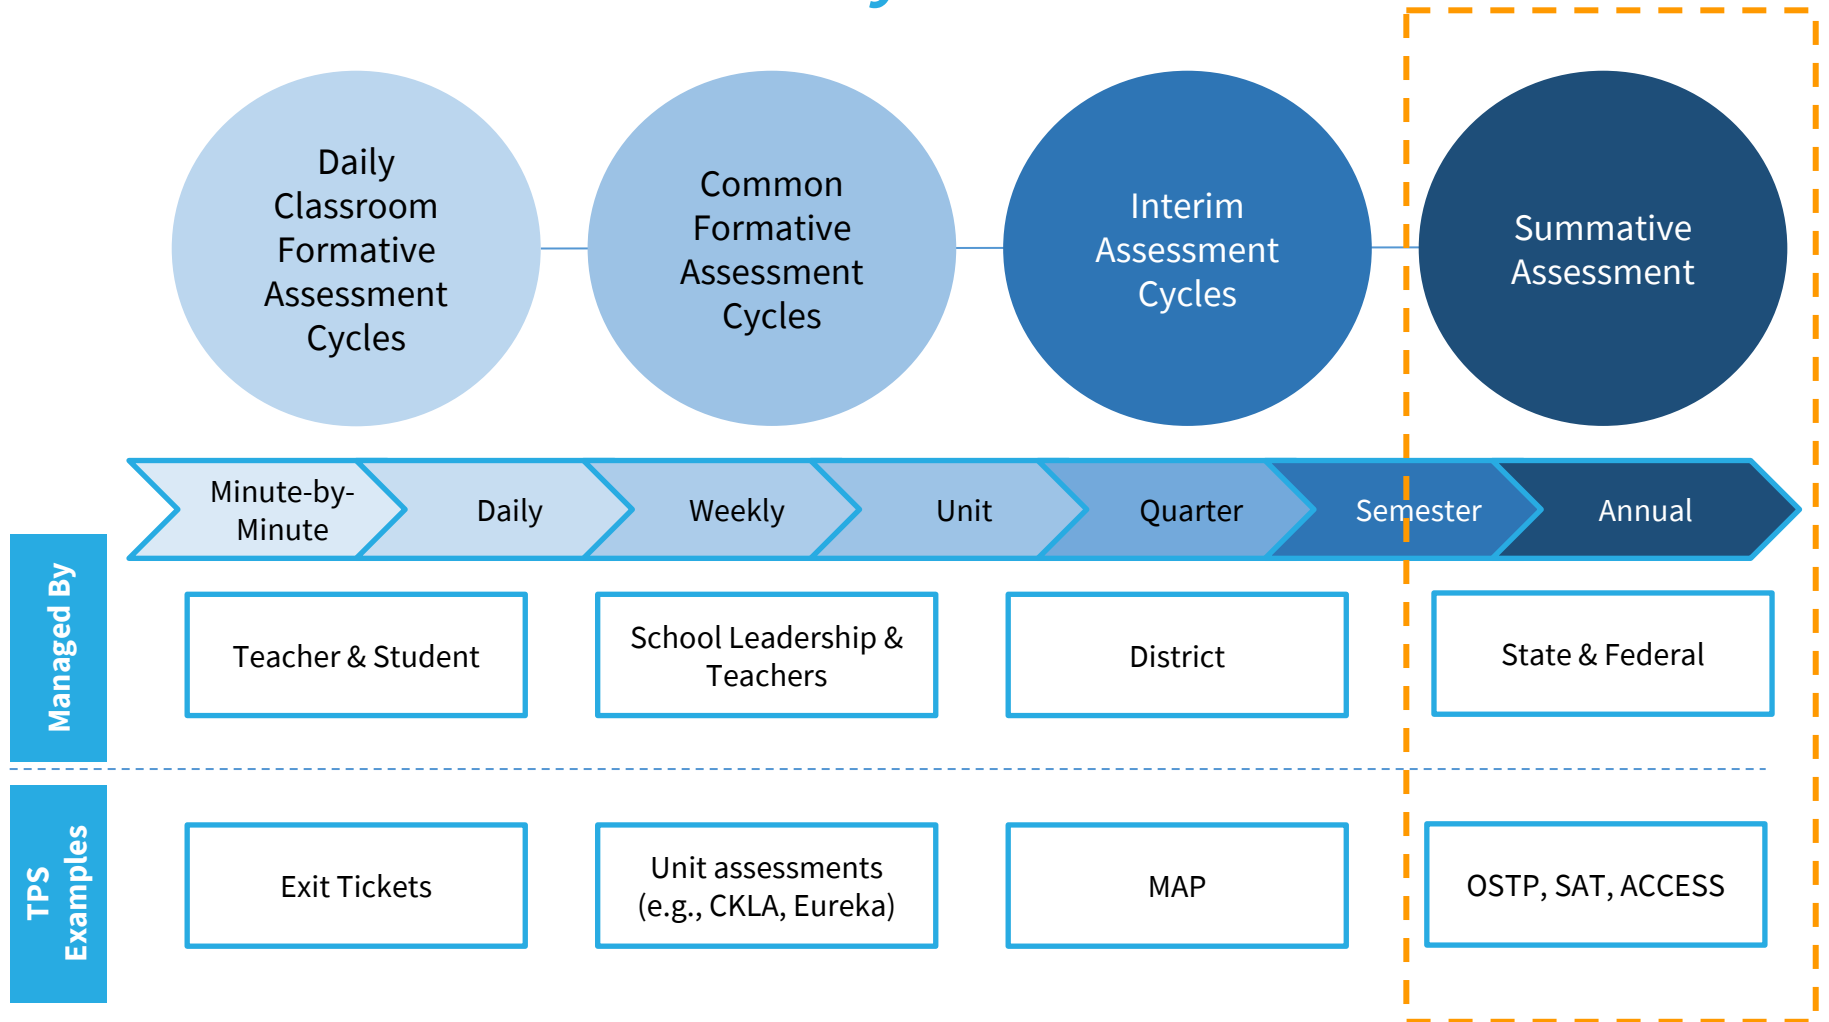 Daily
Classroom
Formative
Assessment
Cycles
Common
Formative
Assessment
Cycles
Interim
Assessment
Cycles
Summative
Assessment
Minute-by-
Minute
Daily
Weekly
Unit
Quarter
Semester
Annual
Managed By
Teacher & Student
School Leadership &
Teachers
District
State & Federal
TPS
Examples
Exit Tickets
Unit assessments
(e.g., CKLA, Eureka)
MAP
OSTP, SAT, ACCESS